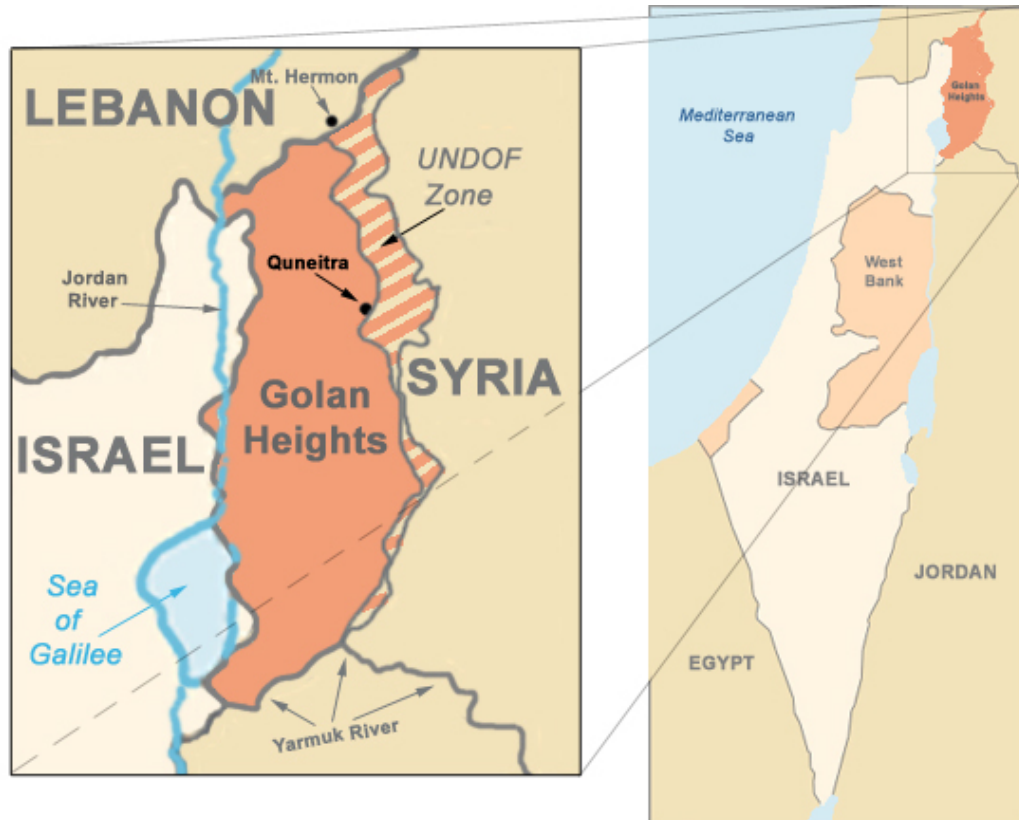 Mt. Hermon
LEBANON
UNDOF
Zone
Jordan
River
Quneitra
SYRIA
Golan
Heights
ISRAEL
Sea
of
Galilee
Yarmuk River
Golan
Heights
Mediterranean
Sea
West
Bank
ISRAEL
JORDAN
EGYPT